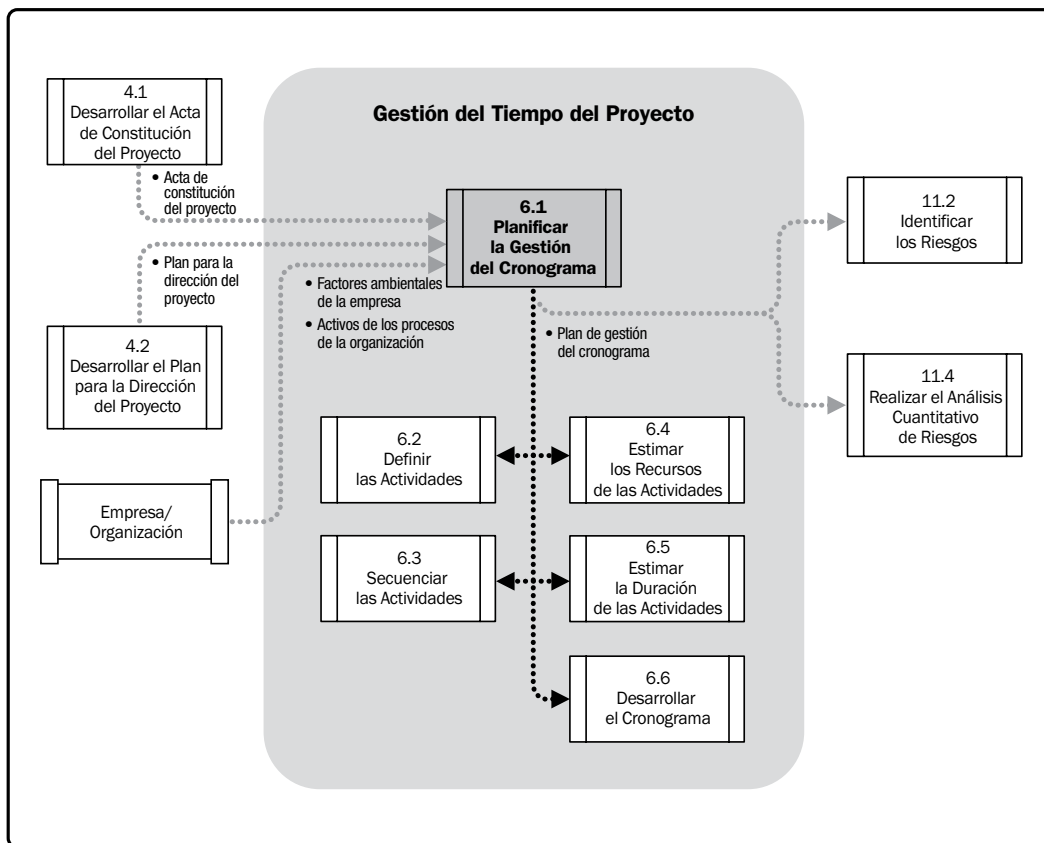 Gestión del Tiempo del Proyecto
4.1
Desarrollar el Acta
de Constitución
del Proyecto
• Acta de
constitución
del proyecto
6.1
Planificar
la Gestión
del Cronograma
11.2
Identificar
los Riesgos
• Plan para la
dirección del
proyecto
• Factores ambientales
de la empresa
• Activos de los procesos
de la organización
• Plan de gestión
del cronograma
4.2
Desarrollar el Plan
para la Dirección
del Proyecto
11.4
Realizar el Análisis
Cuantitativo
de Riesgos
6.2
Definir
las Actividades
6.4
Estimar
los Recursos
de las Actividades
Empresa/
Organización
6.3
Secuenciar
las Actividades
6.5
Estimar
la Duración
de las Actividades
6.6
Desarrollar
el Cronograma